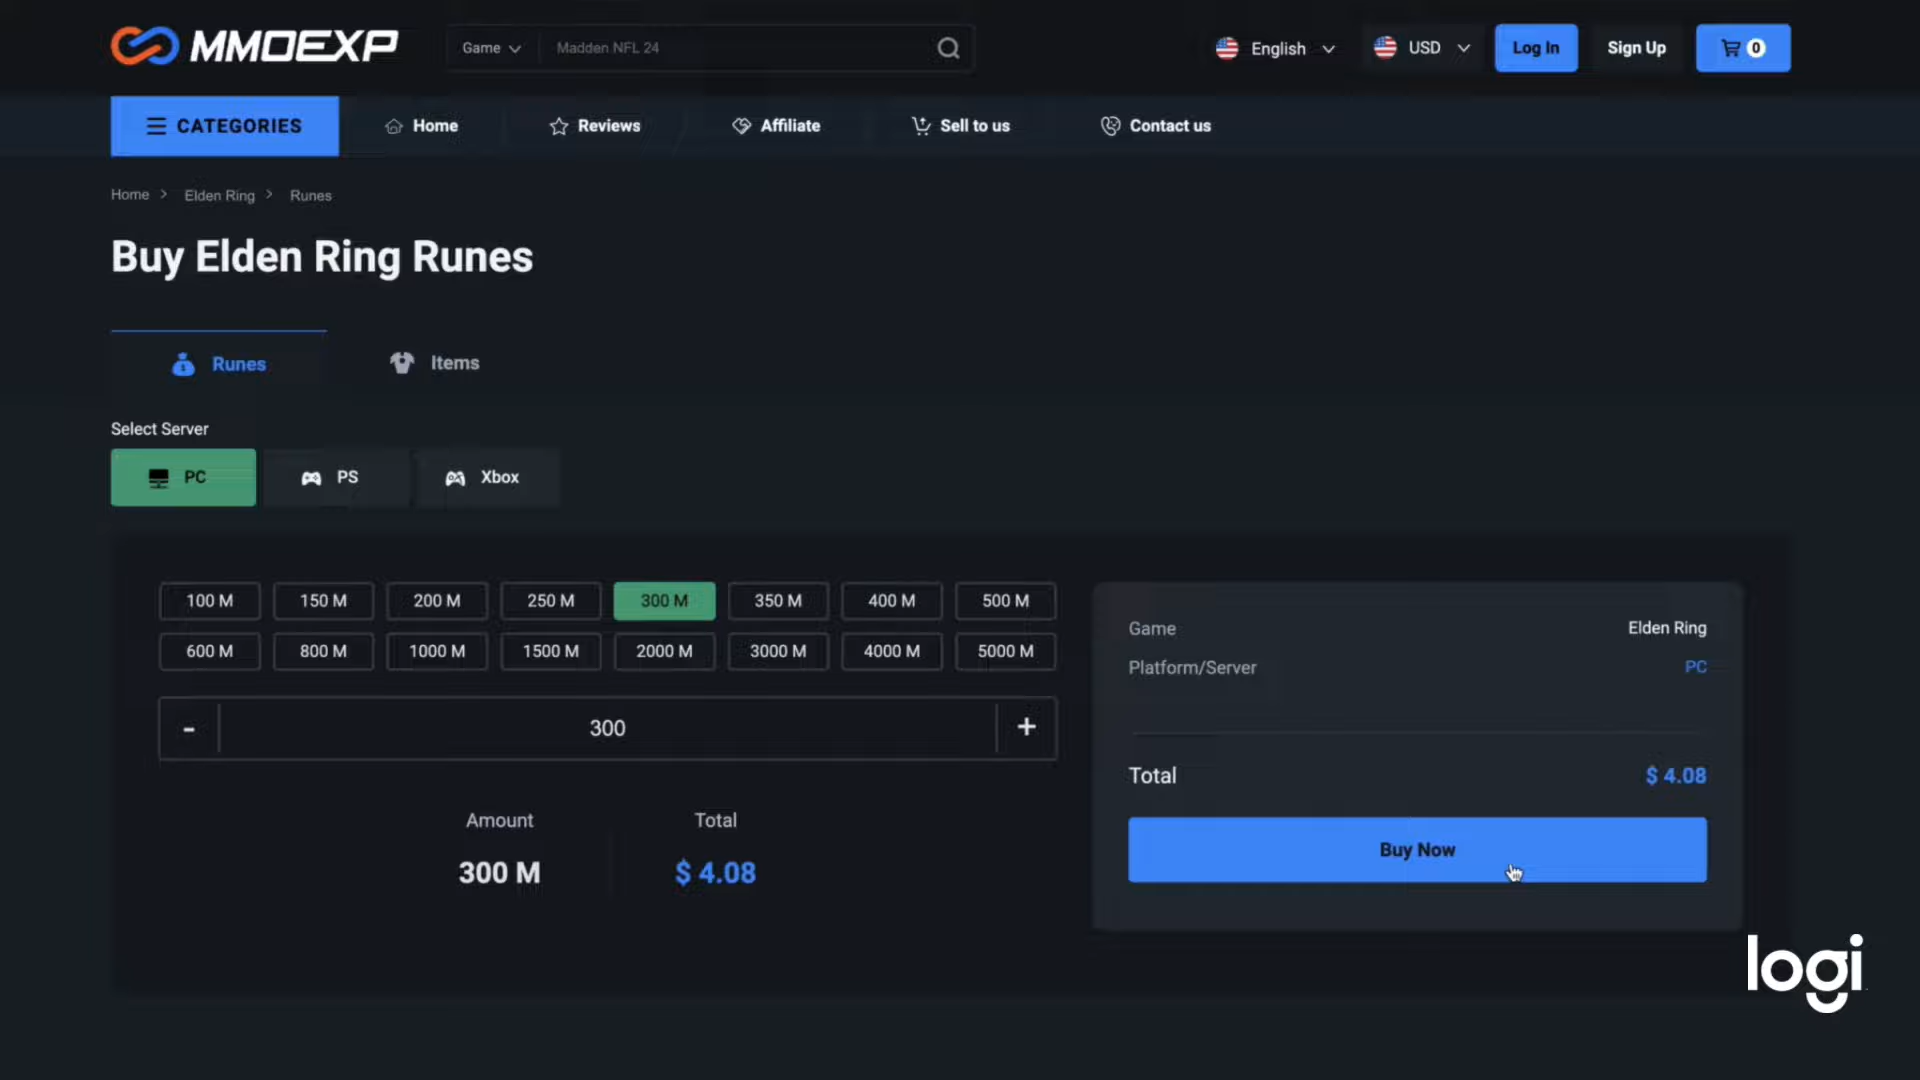 MMOEXP
Game
Madden NFL 24
English
USD
Log In
Sign Up
0
CATEGORIES
Home
Reviews
Affiliate
Sell to us
Contact us
Home > Elden Ring > Runes
Buy Elden Ring Runes
Runes
Items
Select Server
PC
PS
Xbox
100 M
150 M
200 M
250 M
300 M
350 M
400 M
500 M
600 M
800 M
1000 M
1500 M
2000 M
3000 M
4000 M
5000 M
- 300 +
Amount
Total
300 M
$ 4.08
Game
Elden Ring
Platform/Server
PC
Total
$ 4.08
Buy Now
logi